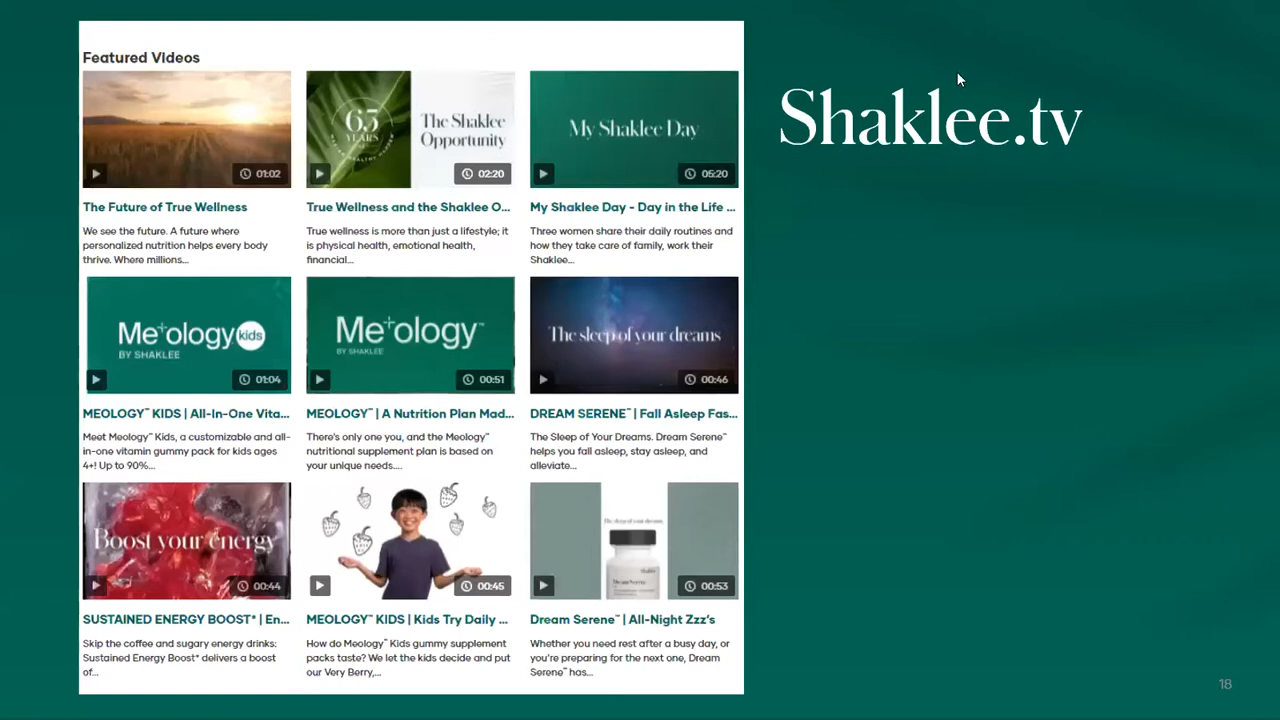 Featured Videos
Shaklee.tv
65
YEARS
The Shaklee
Opportunity
My Shaklee Day
01:02
02:20
05:20
The Future of True Wellness
True Wellness and the Shaklee O...
My Shaklee Day - Day in the Life ...
We see the future. A future where
personalized nutrition helps every body
thrive. Where millions...
True wellness is more than just a lifestyle; it
is physical health, emotional health,
financial...
Three women share their daily routines and
how they take care of family, work their
Shaklee...
Me+ology kids
BY SHAKLEE
Me+ology™
BY SHAKLEE
The sleep of your dreams
01:04
00:51
00:46
MEOLOGY™ KIDS | All-In-One Vita...
MEOLOGY™ | A Nutrition Plan Mad...
DREAM SERENE™ | Fall Asleep Fas...
Meet Meology™ Kids, a customizable and all-
in-one vitamin gummy pack for kids ages
4+! Up to 90%...
There's only one you, and the Meology™
nutritional supplement plan is based on
your unique needs....
The Sleep of Your Dreams. Dream Serene™
helps you fall asleep, stay asleep, and
alleviate...
Boost your energy
The sleep of your dreams.
Shaklee
Dream Serene
00:44
00:45
00:53
SUSTAINED ENERGY BOOST* | En...
MEOLOGY™ KIDS | Kids Try Daily ...
Dream Serene™ | All-Night Zzz's
Skip the coffee and sugary energy drinks:
Sustained Energy Boost* delivers a boost
of...
How do Meology™ Kids gummy supplement
packs taste? We let the kids decide and put
our Very Berry,...
Whether you need rest after a busy day, or
you're preparing for the next one, Dream
Serene™ has...
18